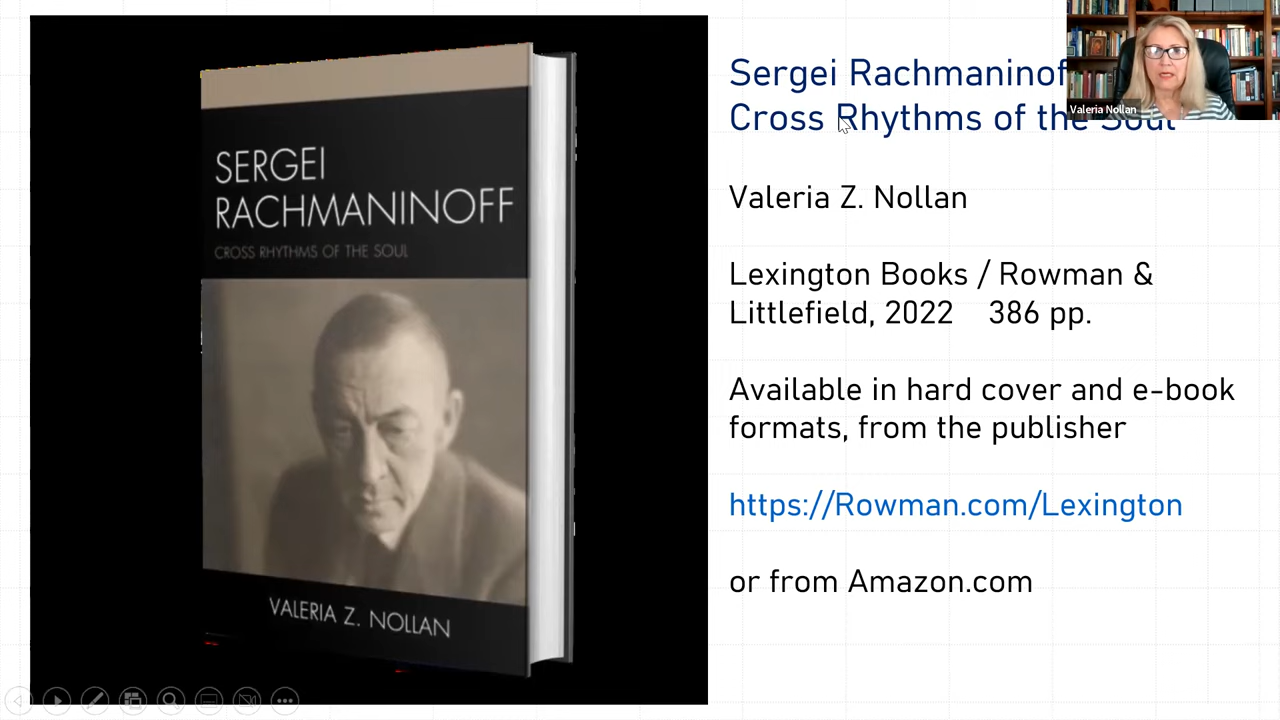 SERGEI
RACHMANINOFF
CROSS RHYTHMS OF THE SOUL
VALERIA Z. NOLLAN
Sergei Rachmaninof
Cross Rhythms of the Soul
Valeria Nollan
Valeria Z. Nollan
Lexington Books / Rowman &
Littlefield, 2022 386 pp.
Available in hard cover and e-book
formats, from the publisher
https://Rowman.com/Lexington
or from Amazon.com